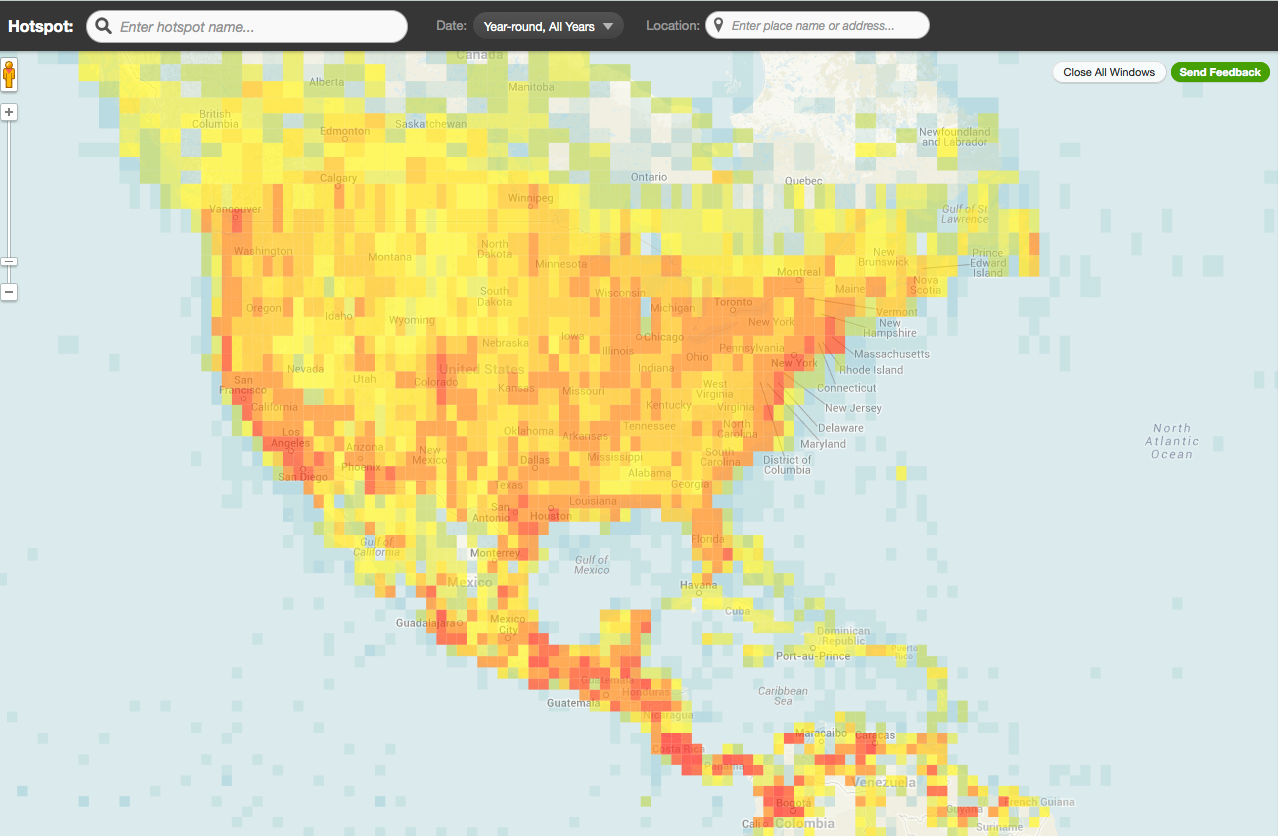 Hotspot:
Enter hotspot name...
Date:
Year-round, All Years
Location:
Enter place name or address...
Close All Windows
Send Feedback
Canada
Alberta
Manitoba
British
Columbia
Edmonton
Saskatchewan
Newfoundland
and Labrador
Ontario
Quebec
Calgary
Winnipeg
Vancouver
Gulf of St
Lawrence
Washington
Montana
North
Dakota
Minnesota
New
Brunswick
Prince
Edward
Island
Montreal
Maine
Nova
Scotia
Oregon
Idaho
Wyoming
South
Dakota
Wisconsin
Michigan
Toronto
Vermont
New
Hampshire
New York
Nebraska
Iowa
Chicago
Illinois
Pennsylvania
Massachusetts
Ohio
New York
Rhode Island
Nevada
Utah
United States
Colorado
Indiana
Connecticut
San
Francisco
California
Kansas
Missouri
West
Virginia
Kentucky
Virginia
New Jersey
Delaware
Maryland
District of
Columbia
North
Atlantic
Ocean
Los
Angeles
Arizona
Phoenix
New
Mexico
Oklahoma
Arkansas
Tennessee
North
Carolina
Dallas
Mississippi
South
Carolina
San Diego
Texas
Alabama
Georgia
Louisiana
San
Antonio
Houston
Gulf of
California
Monterrey
Gulf of
Mexico
Florida
Mexico
Havana
Cuba
Guadalajara
Mexico
City
Dominican
Republic
Port-au-Prince
Puerto
Rico
Guatemala
Honduras
Guatemala
Caribbean
Sea
Nicaragua
Costa Rica
Panama
Maracaibo
Caracas
Venezuela
Bogotá
Cali
Colombia
Guyana
French Guiana
Suriname